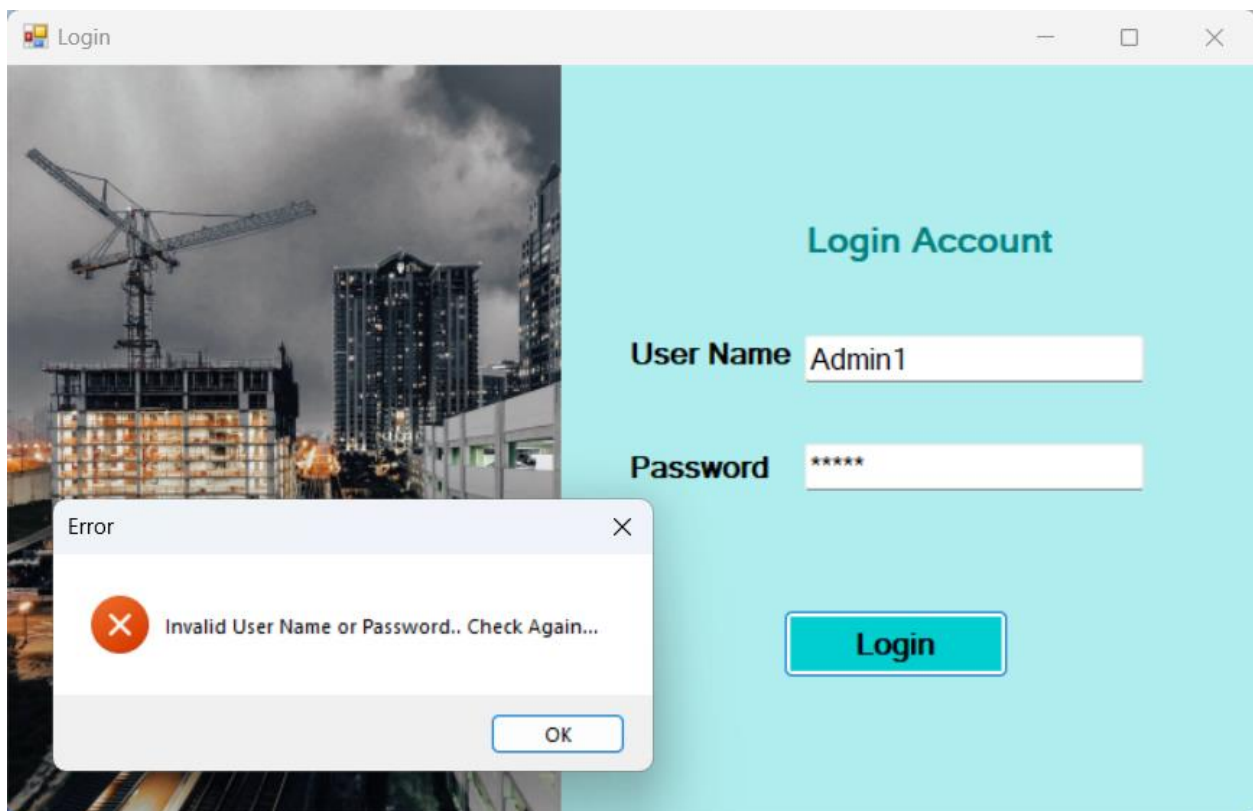 Login
Login Account
User Name Admin1
Password *****
Error
Invalid User Name or Password.. Check Again...
Login
OK